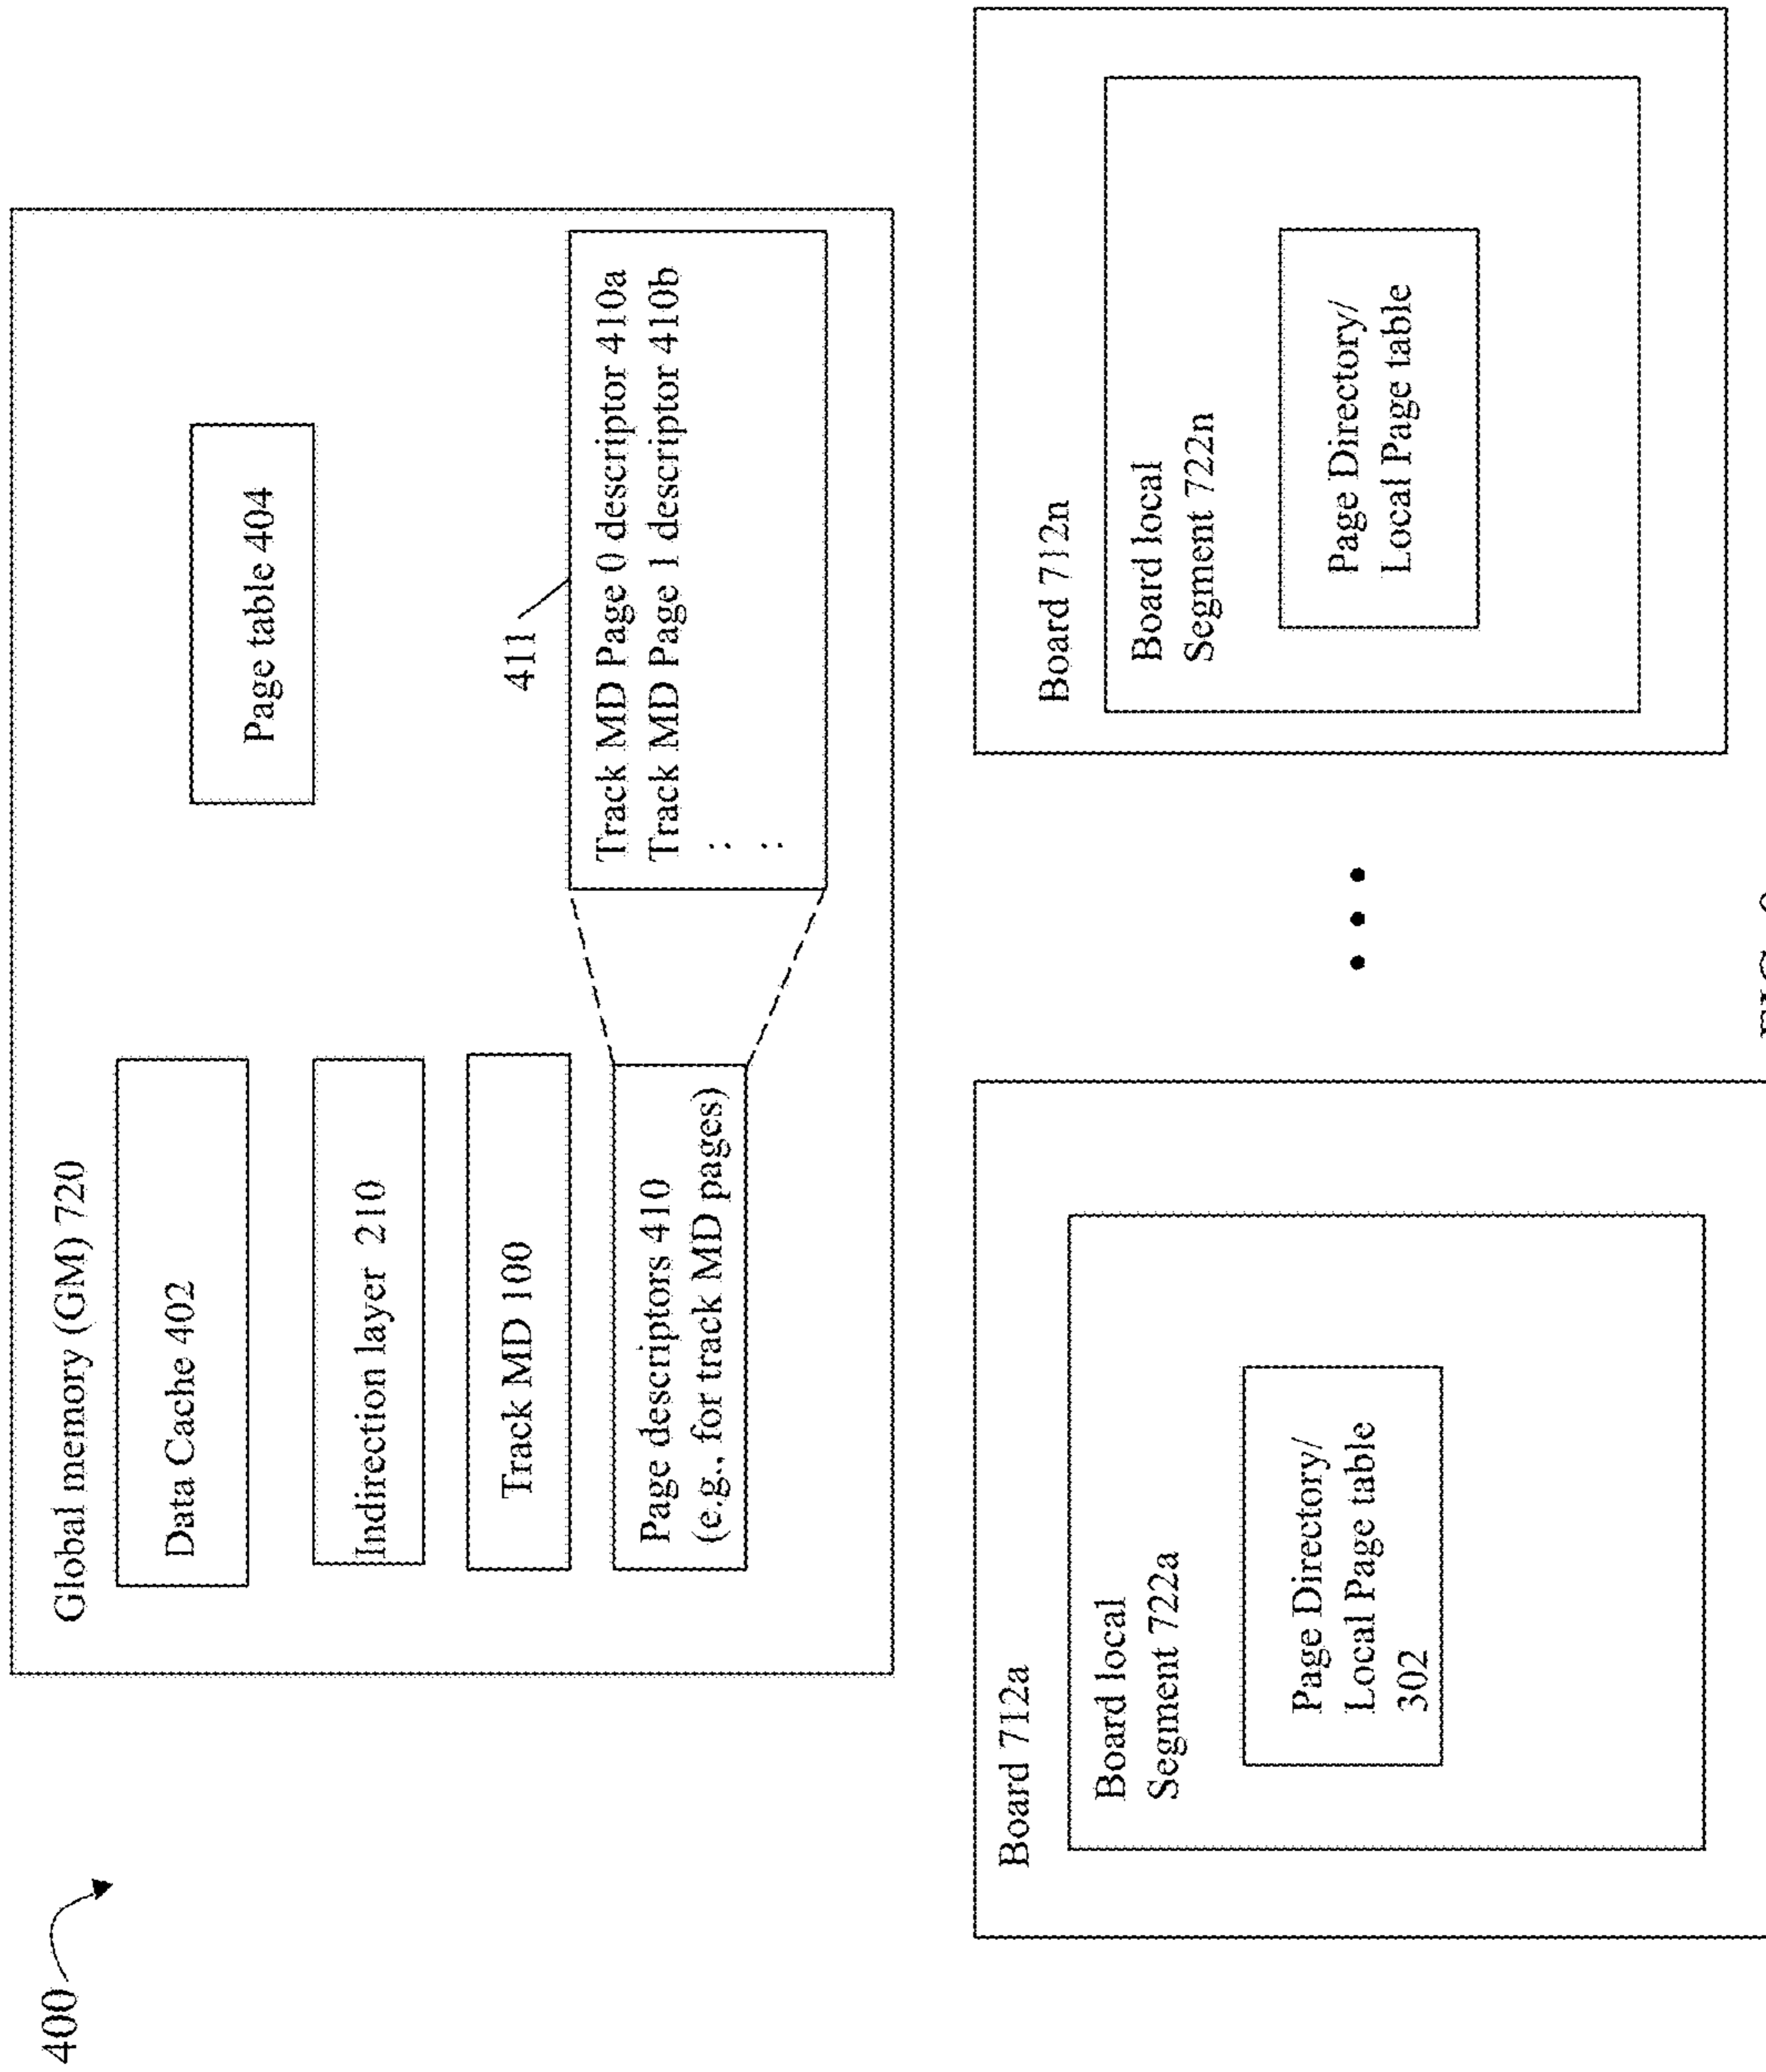 400
Global memory (GM) 720
Data Cache 402
Page table 404
Indirection layer 210
Track MD 100
411
Page descriptors 410
(e.g., for track MD pages)
Track MD Page 0 descriptor 410a
Track MD Page 1 descriptor 410b
: 
:
Board 712a
Board local
Segment 722a
Page Directory/
Local Page table
302
Board 712n
Board local
Segment 722n
Page Directory/
Local Page table